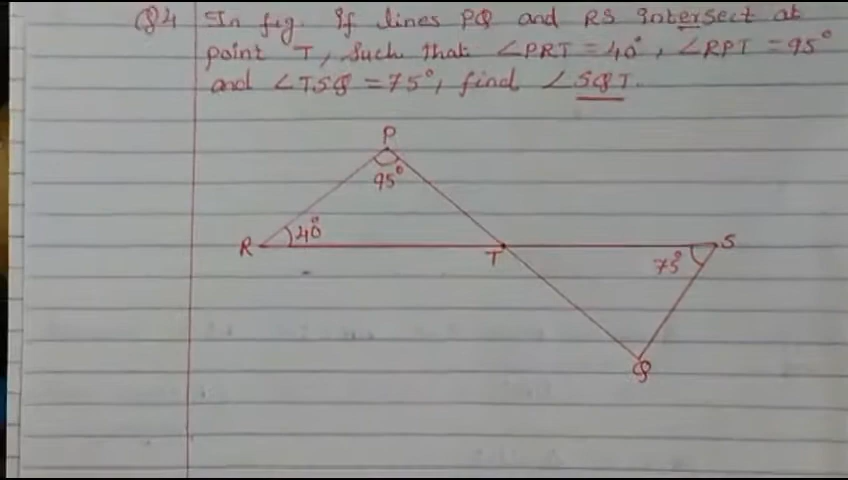 Q4 In fig. If lines PQ and RS intersect at
point T, such that ∠PRT = 40°, ∠RPT = 95°
and ∠TSQ = 75°, find ∠SQT.
P
95°
R 40° T 75° S
Q